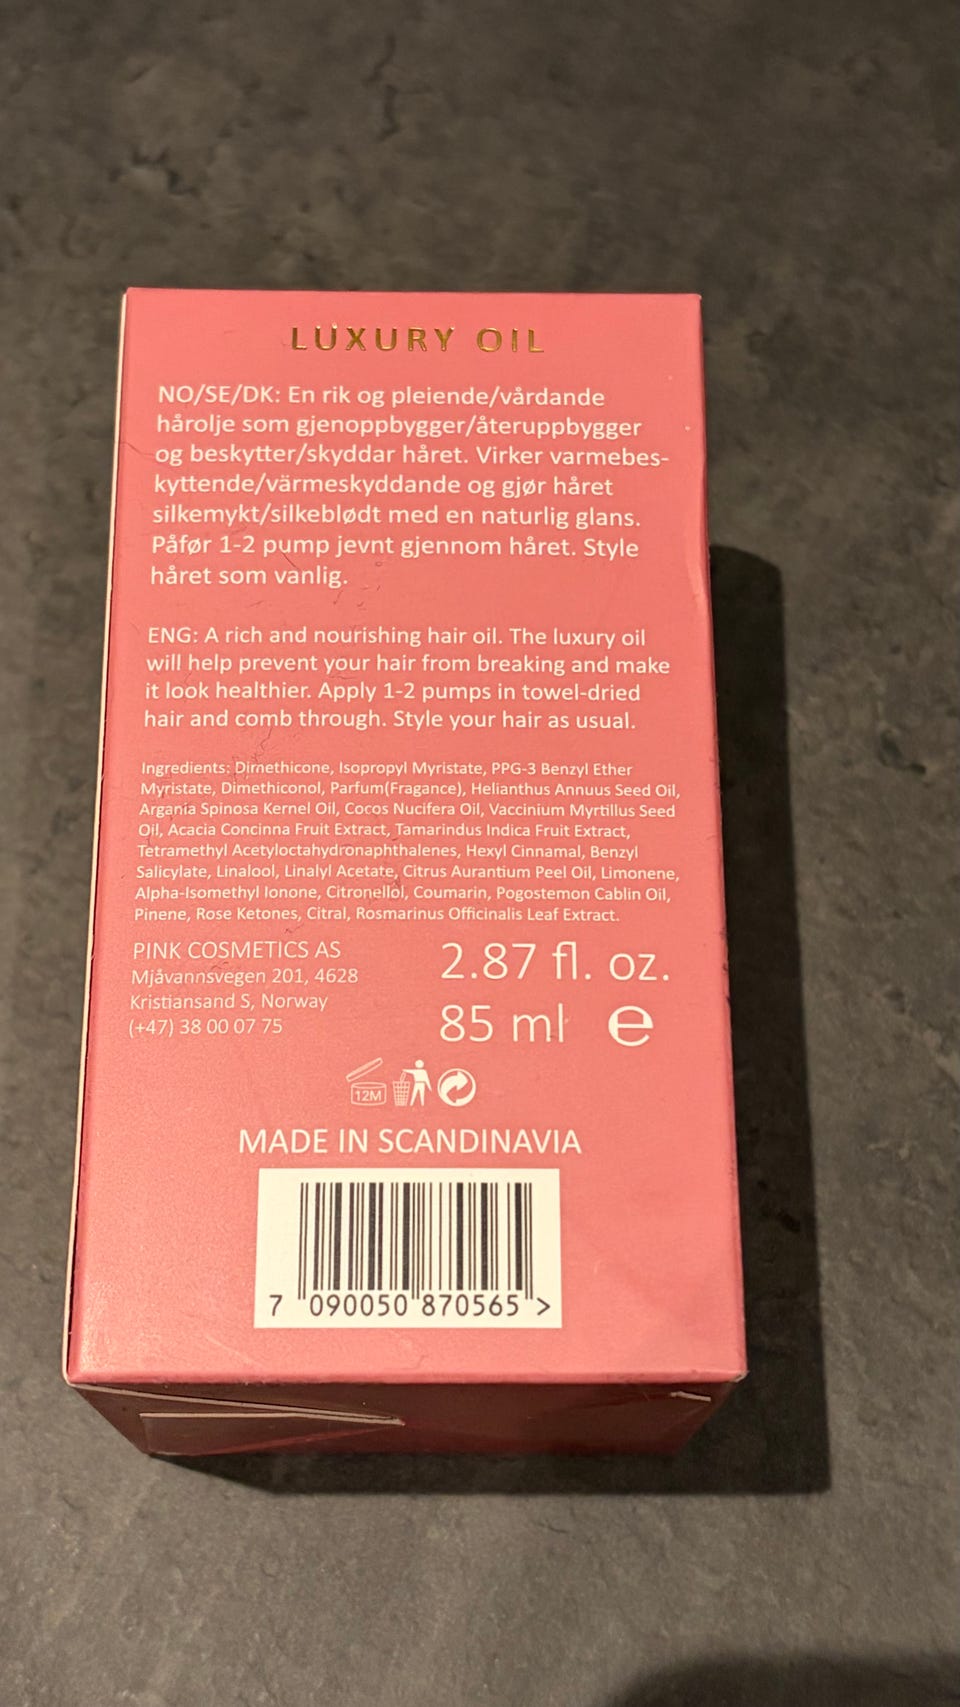 LUXURY OIL
NO/SE/DK: En rik og pleiende/vårdande
hårolje som gjenoppbygger/återuppbygger
og beskytter/skyddar håret. Virker varmebes-
kyttende/värmeskyddande og gjør håret
silkemykt/silkeblødt med en naturlig glans.
Påfør 1-2 pump jevnt gjennom håret. Style
håret som vanlig.
ENG: A rich and nourishing hair oil. The luxury oil
will help prevent your hair from breaking and make
it look healthier. Apply 1-2 pumps in towel-dried
hair and comb through. Style your hair as usual.
Ingredients: Dimethicone, Isopropyl Myristate, PPG-3 Benzyl Ether
Myristate, Dimethiconol, Parfum(Fragance), Helianthus Annuus Seed Oil,
Argania Spinosa Kernel Oil, Cocos Nucifera Oil, Vaccinium Myrtillus Seed
Oil, Acacia Concinna Fruit Extract, Tamarindus Indica Fruit Extract,
Tetramethyl Acetyloctahydronaphthalenes, Hexyl Cinnamal, Benzyl
Salicylate, Linalool, Linalyl Acetate, Citrus Aurantium Peel Oil, Limonene,
Alpha-Isomethyl Ionone, Citronellol, Coumarin, Pogostemon Cablin Oil,
Pinene, Rose Ketones, Citral, Rosmarinus Officinalis Leaf Extract.
PINK COSMETICS AS
Mjåvannsvegen 201, 4628
Kristiansand S, Norway
(+47) 38 00 07 75
2.87 fl. oz.
85 ml e
12M
MADE IN SCANDINAVIA
7 090050 870565 >